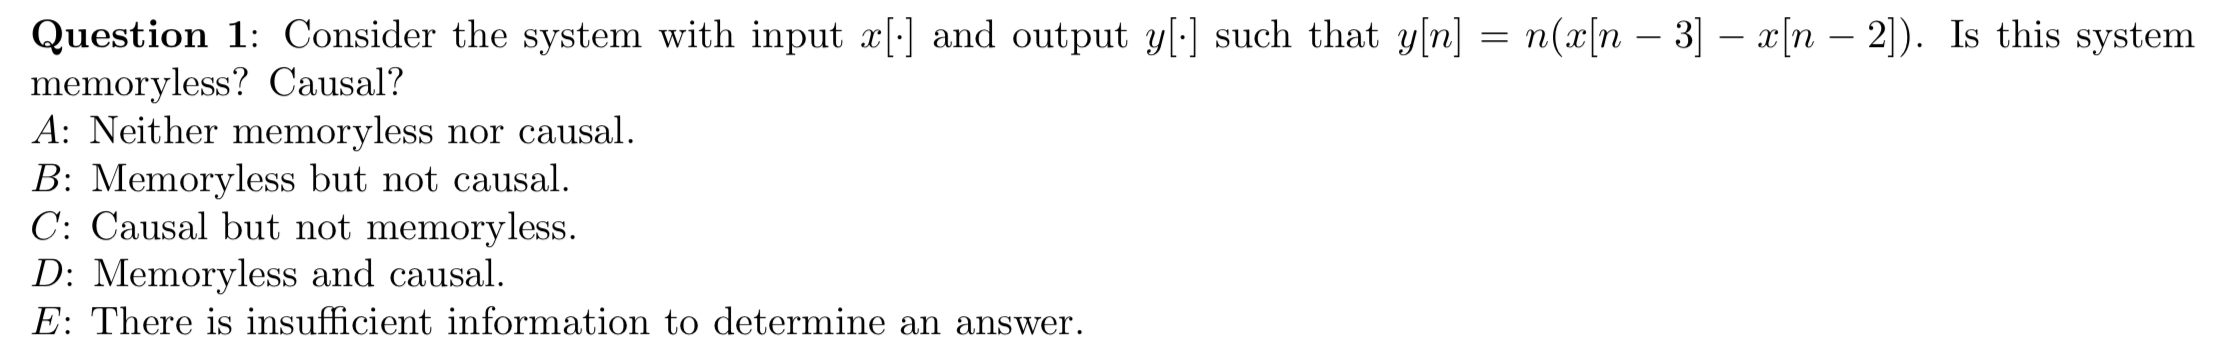 Question 1: Consider the system with input x[·] and output y[·] such that y[n] = n(x[n − 3] − x[n − 2]). Is this system
memoryless? Causal?
A: Neither memoryless nor causal.
B: Memoryless but not causal.
C: Causal but not memoryless.
D: Memoryless and causal.
E: There is insufficient information to determine an answer.